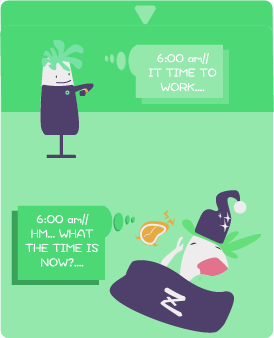 6:00 am//
IT TIME TO
WORK....
6:00 am//
HM... WHAT
THE TIME IS
NOW?....
Z